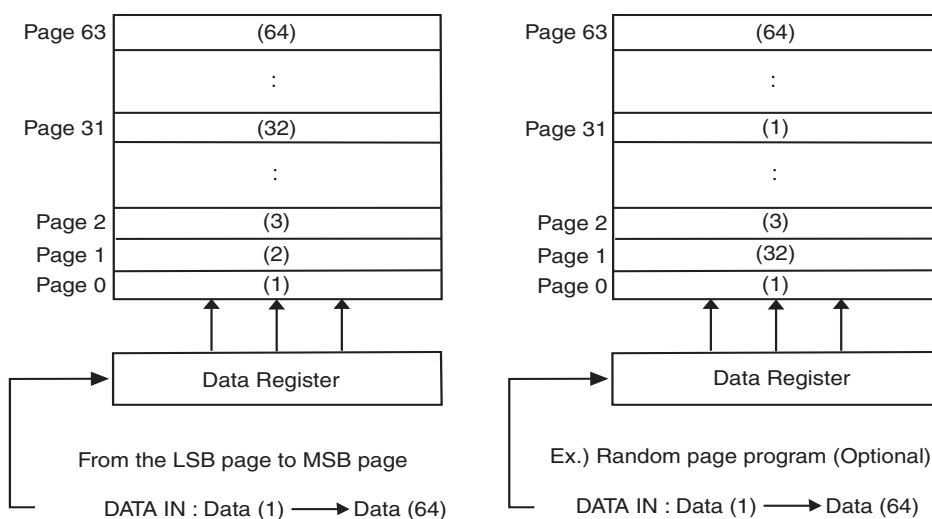 Page 63 (64)
:
Page 31 (32)
:
Page 2 (3)
Page 1 (2)
Page 0 (1)
Data Register
From the LSB page to MSB page
DATA IN : Data (1) Data (64)
Page 63 (64)
:
Page 31 (1)
:
Page 2 (3)
Page 1 (32)
Page 0 (1)
Data Register
Ex.) Random page program (Optional)
DATA IN : Data (1) Data (64)